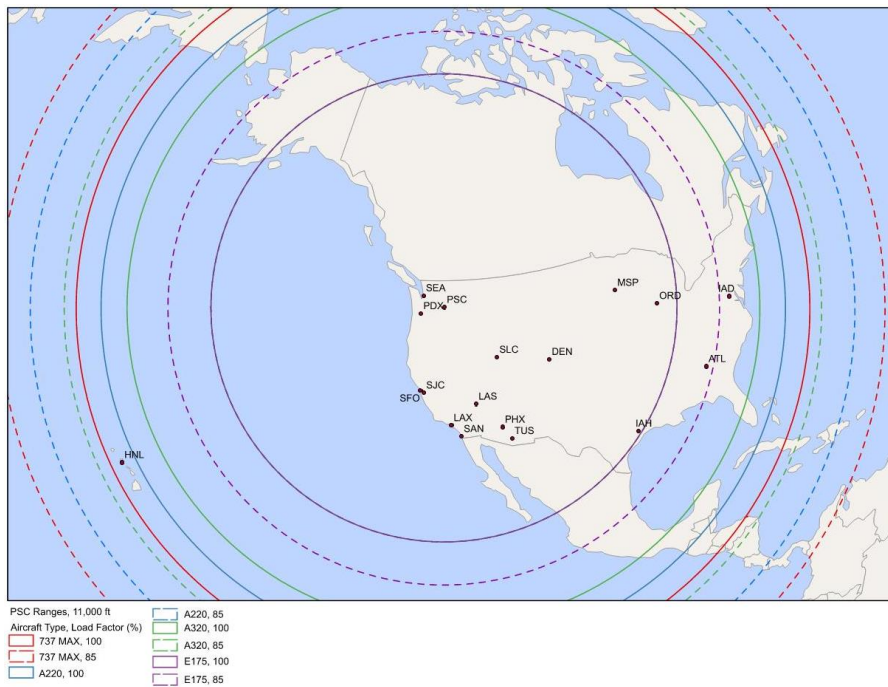 SEA
PSC
PDX
MSP
ORD
IAD
SLC
DEN
ATL
SJC
SFO
LAS
LAX
SAN
PHX
TUS
IAH
HNL
PSC Ranges, 11,000 ft
Aircraft Type, Load Factor (%)
737 MAX, 100
737 MAX, 85
A220, 100
A220, 85
A320, 100
A320, 85
E175, 100
E175, 85